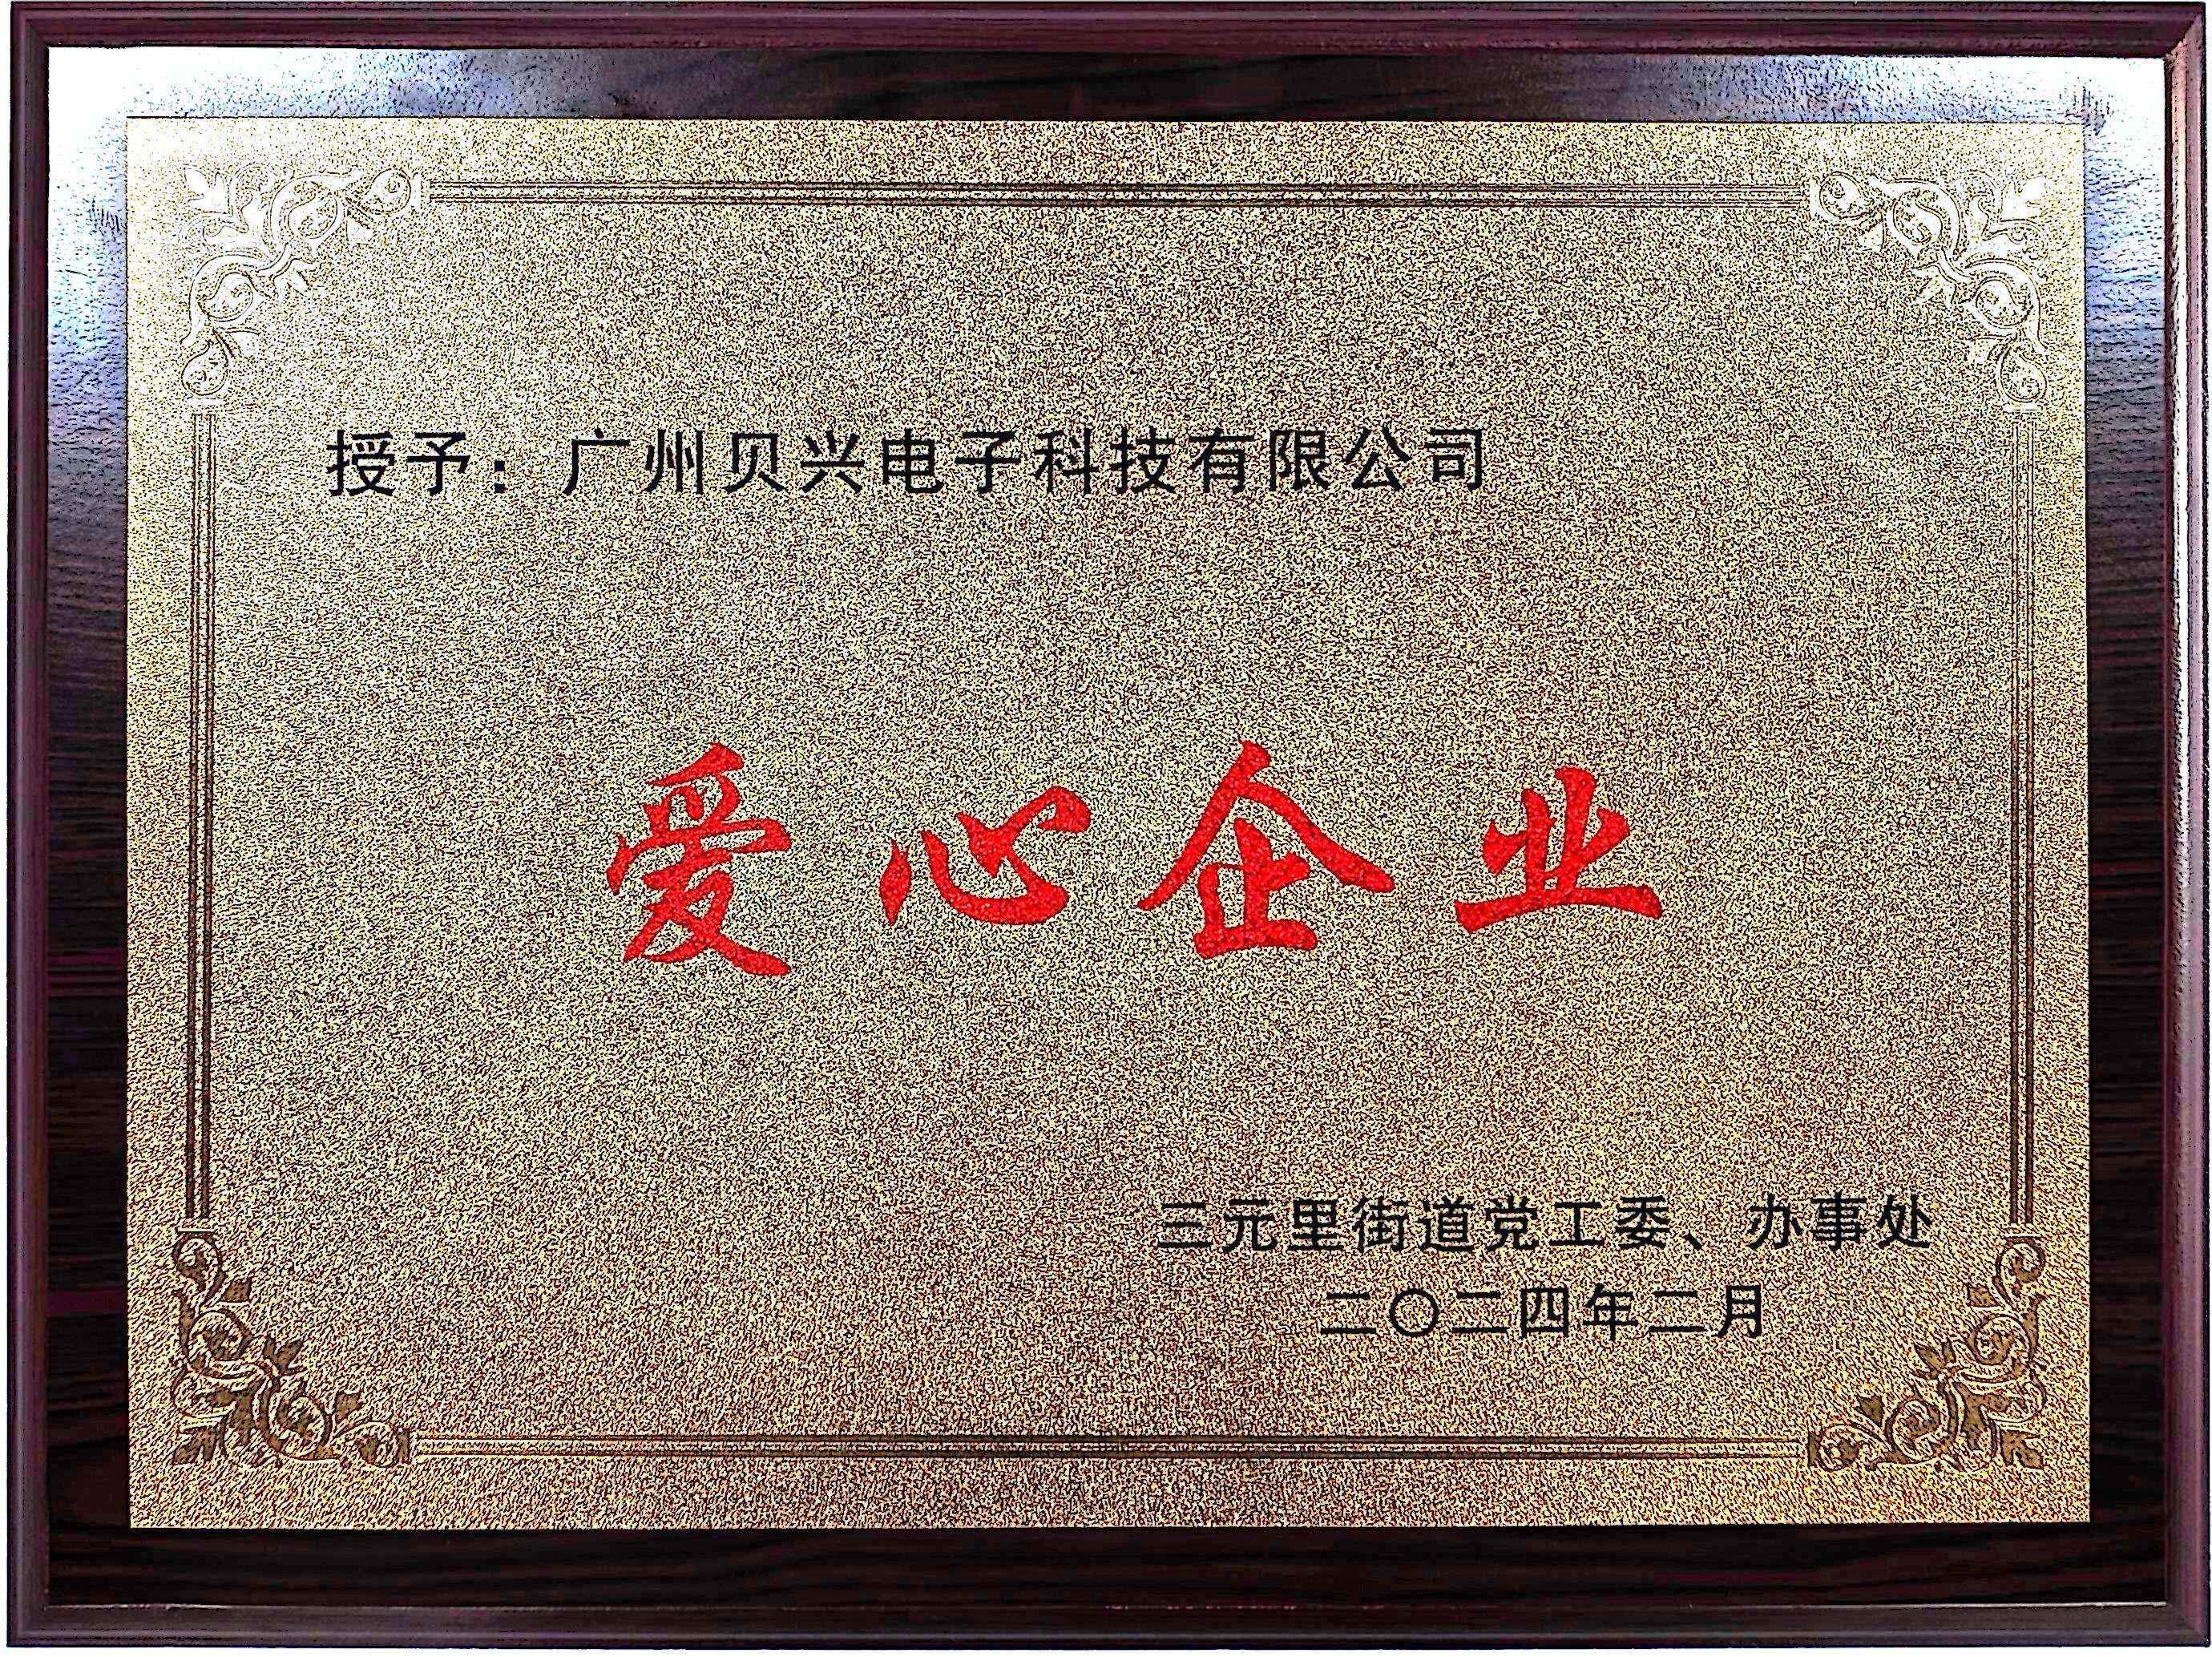 授予：广州贝兴电子科技有限公司
爱心企业
三元里街道党工委、办事处
二〇二四年二月